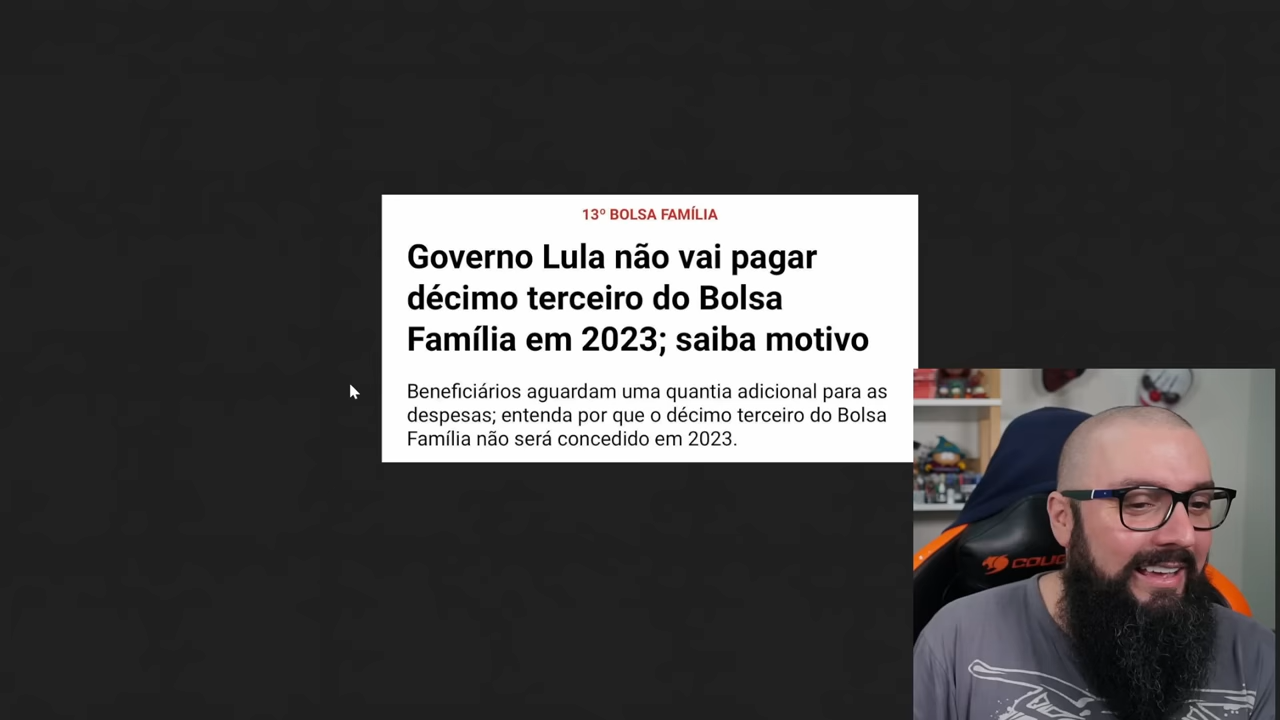 13º BOLSA FAMÍLIA
Governo Lula não vai pagar
décimo terceiro do Bolsa
Família em 2023; saiba motivo
Beneficiários aguardam uma quantia adicional para as
despesas; entenda por que o décimo terceiro do Bolsa
Família não será concedido em 2023.
COUG